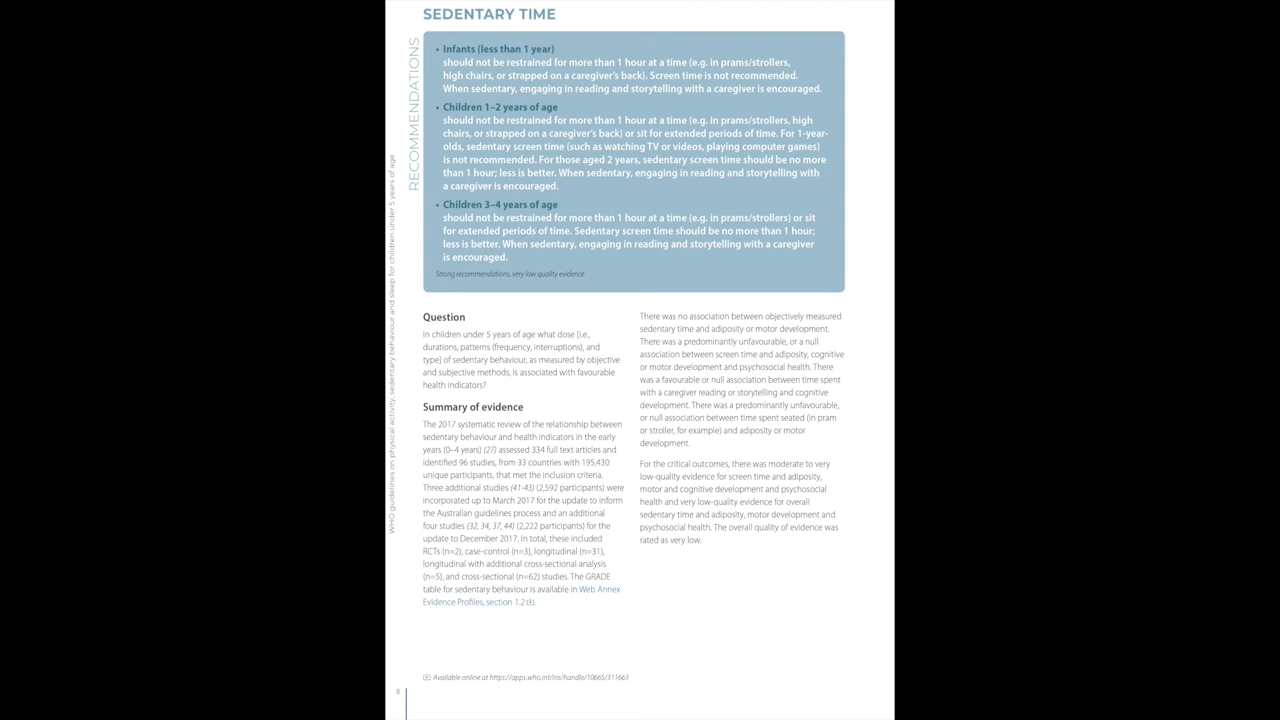 SEDENTARY TIME
RECOMMENDATIONS
• Infants (less than 1 year)
should not be restrained for more than 1 hour at a time (e.g. in prams/strollers,
high chairs, or strapped on a caregiver's back). Screen time is not recommended.
When sedentary, engaging in reading and storytelling with a caregiver is encouraged.
• Children 1–2 years of age
should not be restrained for more than 1 hour at a time (e.g. in prams/strollers, high
chairs, or strapped on a caregiver's back) or sit for extended periods of time. For 1-year-
olds, sedentary screen time (such as watching TV or videos, playing computer games)
is not recommended. For those aged 2 years, sedentary screen time should be no more
than 1 hour; less is better. When sedentary, engaging in reading and storytelling with
a caregiver is encouraged.
• Children 3–4 years of age
should not be restrained for more than 1 hour at a time (e.g. in prams/strollers) or sit
for extended periods of time. Sedentary screen time should be no more than 1 hour;
less is better. When sedentary, engaging in reading and storytelling with a caregiver
is encouraged.
Strong recommendations, very low quality evidence
WHO guidelines on physical activity, sedentary behaviour and sleep for children under 5 years of age
Question
In children under 5 years of age what dose [i.e.,
durations, patterns (frequency, interruptions), and
type] of sedentary behaviour, as measured by objective
and subjective methods, is associated with favourable
health indicators?
Summary of evidence
The 2017 systematic review of the relationship between
sedentary behaviour and health indicators in the early
years (0–4 years) (27) assessed 334 full text articles and
identified 96 studies, from 33 countries with 195,430
unique participants, that met the inclusion criteria.
Three additional studies (41-43) (2,592 participants) were
incorporated up to March 2017 for the update to inform
the Australian guidelines process and an additional
four studies (32, 34, 37, 44) (2,222 participants) for the
update to December 2017. In total, these included
RCTs (n=2), case-control (n=3), longitudinal (n=31),
longitudinal with additional cross-sectional analysis
(n=5), and cross-sectional (n=62) studies. The GRADE
table for sedentary behaviour is available in Web Annex
Evidence Profiles, section 1.2.
There was no association between objectively measured
sedentary time and adiposity or motor development.
There was a predominantly unfavourable, or a null
association between screen time and adiposity, cognitive
or motor development and psychosocial health. There
was a favourable or null association between time spent
with a caregiver reading or storytelling and cognitive
development. There was a predominantly unfavourable,
or null association between time spent seated (in pram
or stroller, for example) and adiposity or motor
development.
For the critical outcomes, there was moderate to very
low-quality evidence for screen time and adiposity,
motor and cognitive development and psychosocial
health and very low-quality evidence for overall
sedentary time and adiposity, motor development and
psychosocial health. The overall quality of evidence was
rated as very low.
Available online at https://apps.who.int/iris/handle/10665/311663
8